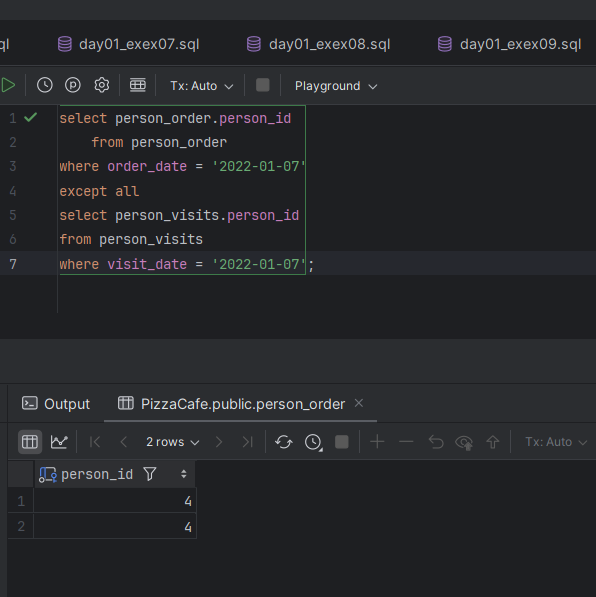 ql
day01_exex07.sql
day01_exex08.sql
day01_exex09.sql
Tx: Auto
Playground
1 select person_order.person_id
2 from person_order
3 where order_date = '2022-01-07'
4 except all
5 select person_visits.person_id
6 from person_visits
7 where visit_date = '2022-01-07';
Output
PizzaCafe.public.person_order
2 rows
Tx: Auto
person_id
1 4
2 4